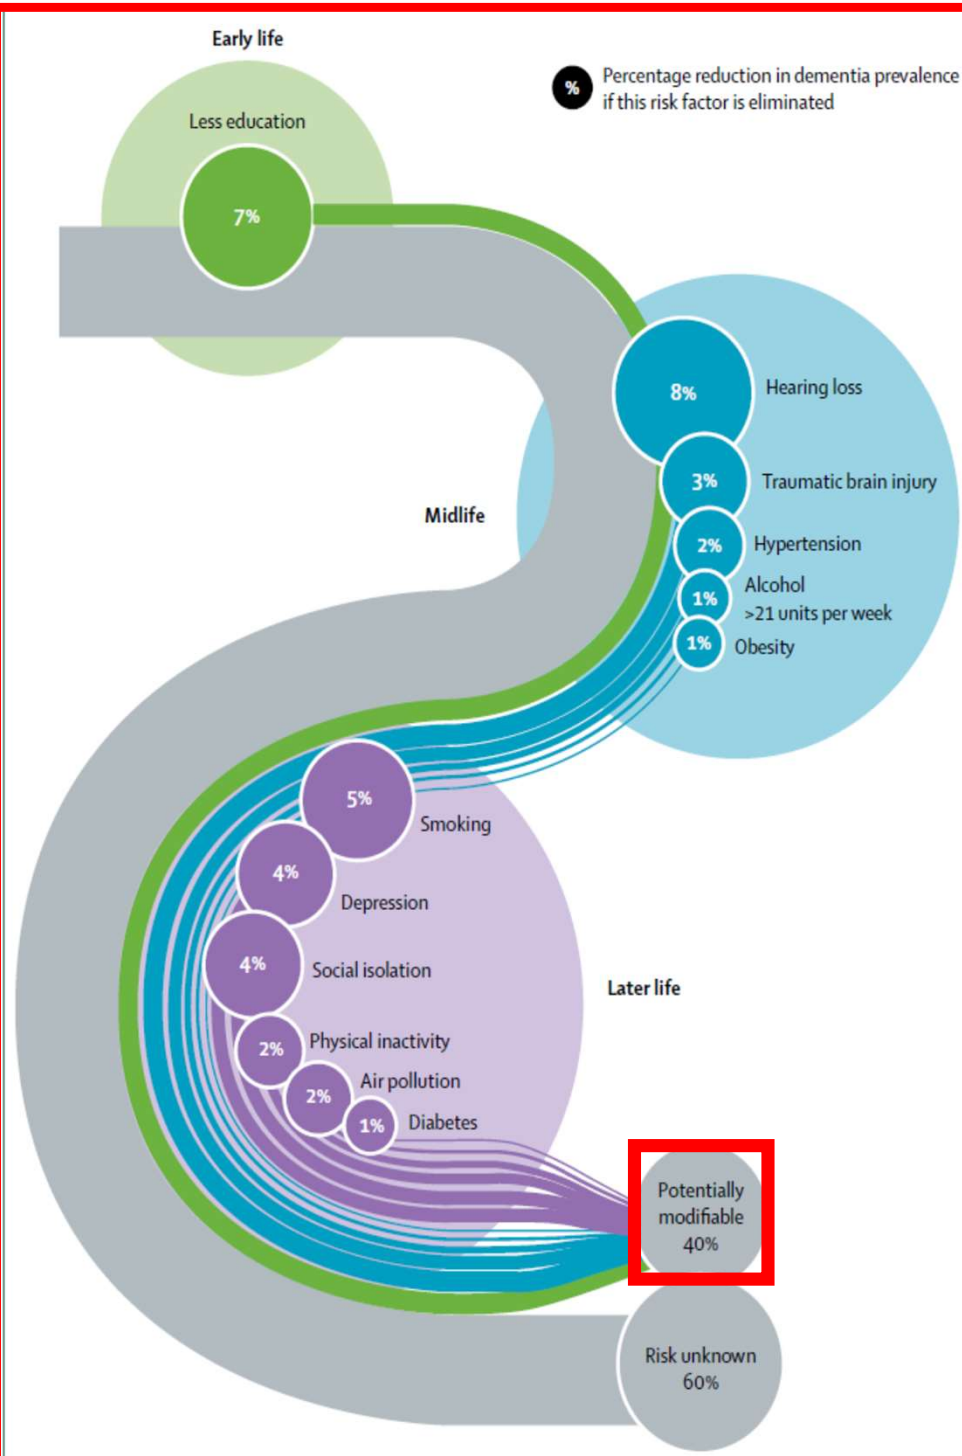 Early life
%
Percentage reduction in dementia prevalence
if this risk factor is eliminated
Less education
7%
8%
Hearing loss
3%
Traumatic brain injury
Midlife
2%
Hypertension
1%
Alcohol
>21 units per week
1%
Obesity
5%
Smoking
4%
Depression
4%
Social isolation
Later life
2%
Physical inactivity
2%
Air pollution
1%
Diabetes
Potentially
modifiable
40%
Risk unknown
60%